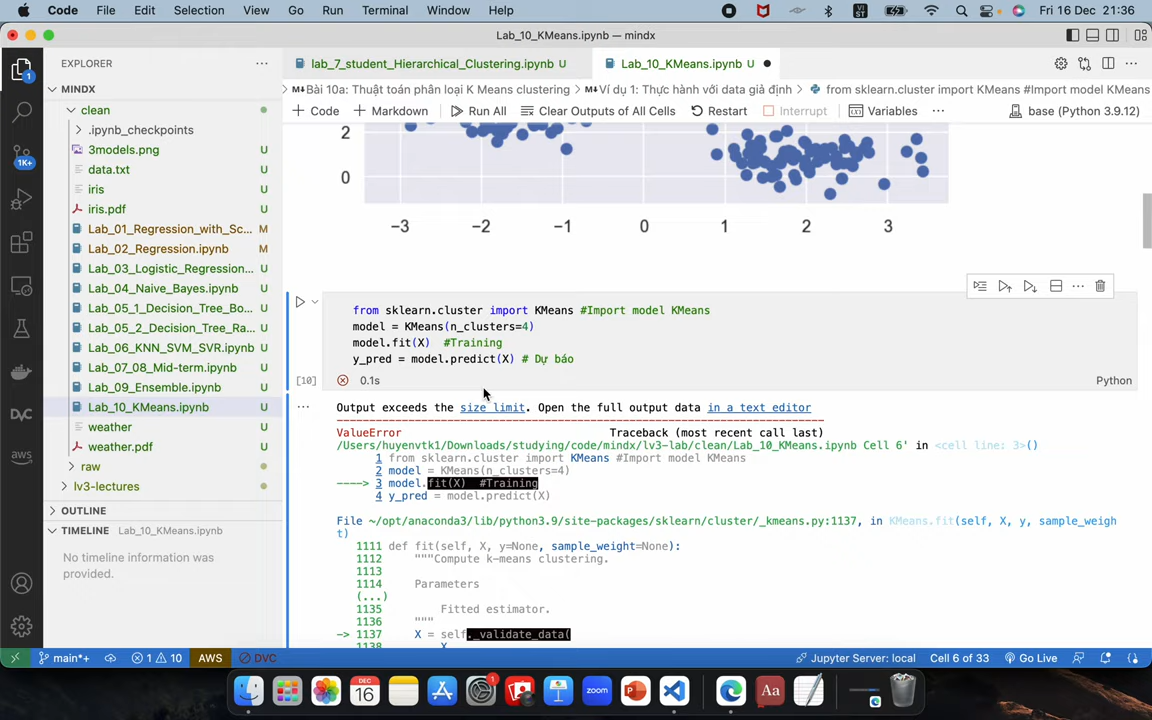 Code File Edit Selection View Go Run Terminal Window Help
VI ST
Fri 16 Dec 21:36
Lab_10_KMeans.ipynb — mindx
EXPLORER
lab_7_student_Hierarchical_Clustering.ipynb U
Lab_10_KMeans.ipynb U
MINDX
Bài 10a: Thuật toán phân loại K Means clustering > M↓Ví dụ 1: Thực hành với data giả định > from sklearn.cluster import KMeans #Import model KMeans
+ Code + Markdown Run All Clear Outputs of All Cells Restart Interrupt Variables ··· base (Python 3.9.12)
clean
.ipynb_checkpoints
3models.png U
data.txt U
iris U
iris.pdf U
Lab_01_Regression_with_Sc... M
Lab_02_Regression.ipynb M
Lab_03_Logistic_Regression... U
Lab_04_Naive_Bayes.ipynb U
Lab_05_1_Decision_Tree_Bo... U
Lab_05_2_Decision_Tree_Ra... U
Lab_06_KNN_SVM_SVR.ipynb U
Lab_07_08_Mid-term.ipynb U
Lab_09_Ensemble.ipynb U
Lab_10_KMeans.ipynb U
weather U
weather.pdf U
raw
lv3-lectures
OUTLINE
TIMELINE Lab_10_KMeans.ipynb
No timeline information was
provided.
1
1K+
DVC
aws
2
0
−3 −2 −1 0 1 2 3
from sklearn.cluster import KMeans #Import model KMeans
model = KMeans(n_clusters=4)
model.fit(X) #Training
y_pred = model.predict(X) # Dự báo
[10] 0.1s Python
Output exceeds the size limit. Open the full output data in a text editor
ValueError Traceback (most recent call last)
/Users/huyenvtk1/Downloads/studying/code/mindx/lv3-lab/clean/Lab_10_KMeans.ipynb Cell 6' in <cell line: 3>()
1 from sklearn.cluster import KMeans #Import model KMeans
2 model = KMeans(n_clusters=4)
----> 3 model.fit(X) #Training
4 y_pred = model.predict(X)
File ~/opt/anaconda3/lib/python3.9/site-packages/sklearn/cluster/_kmeans.py:1137, in KMeans.fit(self, X, y, sample_weigh
t)
1111 def fit(self, X, y=None, sample_weight=None):
1112 """Compute k-means clustering.
1113
1114 Parameters
(...)
1135 Fitted estimator.
1136 """
-> 1137 X = self._validate_data(
1138 X
main*+ 1 10 AWS DVC Jupyter Server: local Cell 6 of 33 Go Live
DEC
16
1
zoom
Aa